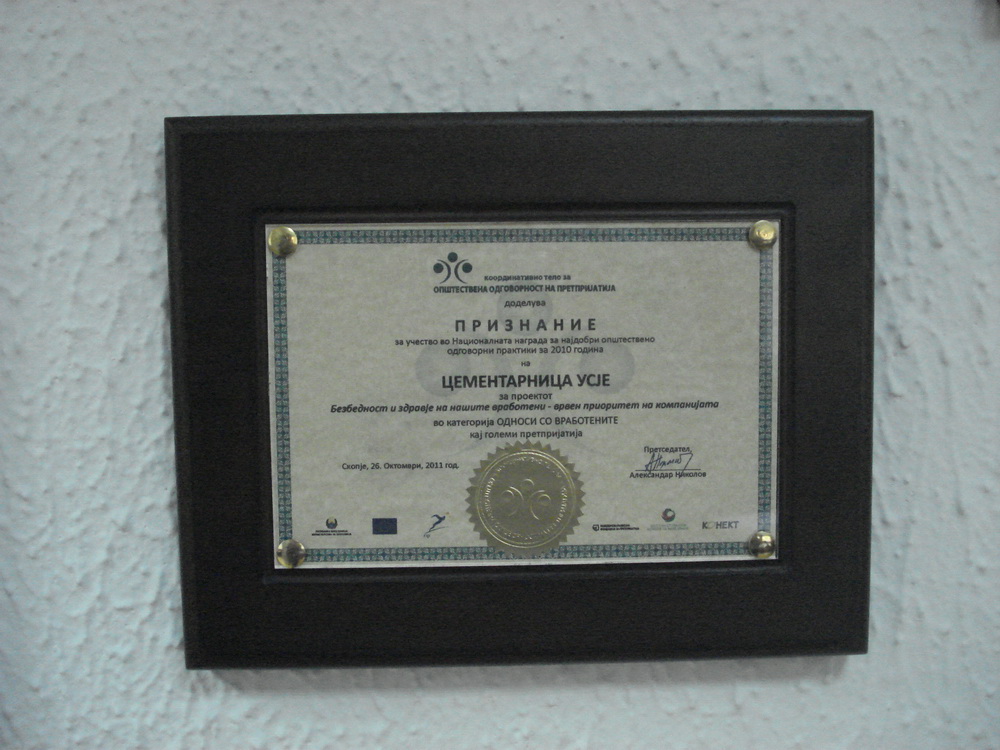 координативно тело за
ОПШТЕСТВЕНА ОДГОВОРНОСТ НА ПРЕТПРИЈАТИЈА
доделува
ПРИЗНАНИЕ
за учество во Националната награда за најдобри општествено
одговорни практики за 2010 година
на
ЦЕМЕНТАРНИЦА УСЈЕ
за проектот
Безбедност и здравје на нашите вработени - врвен приоритет на компанијата
во категорија ОДНОСИ СО ВРАБОТЕНИТЕ
кај големи претпријатија
Скопје, 26. Октомври, 2011 год.
Претседател,
Александар Николов
КОНЕКТ